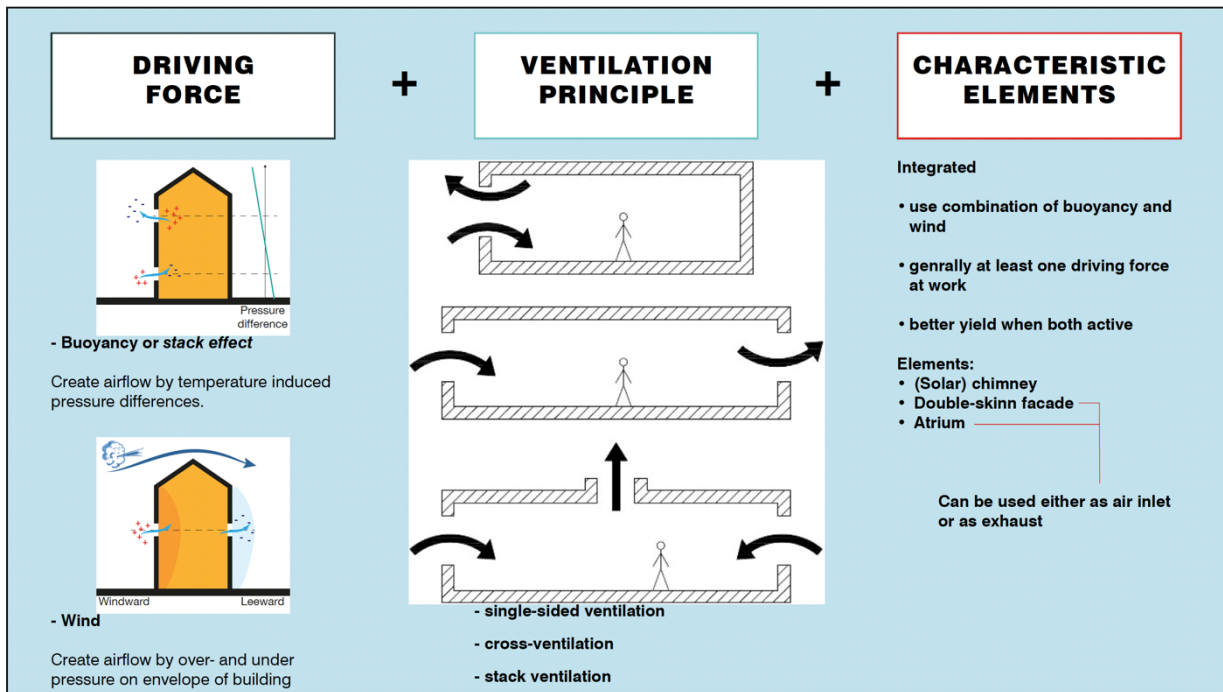 DRIVING
FORCE
+
VENTILATION
PRINCIPLE
+
CHARACTERISTIC
ELEMENTS
Pressure
difference
- Buoyancy or stack effect
Create airflow by temperature induced
pressure differences.
Windward
Leeward
- Wind
Create airflow by over- and under
pressure on envelope of building
- single-sided ventilation
- cross-ventilation
- stack ventilation
Integrated
• use combination of buoyancy and
wind
• genrally at least one driving force
at work
• better yield when both active
Elements:
• (Solar) chimney
• Double-skinn facade
• Atrium
Can be used either as air inlet
or as exhaust